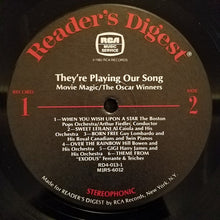 Reader's Digest®
RCA
MUSIC
SERVICE
℗ 1983 RCA Records
They're Playing Our Song
Movie Magic/The Oscar Winners
RECORD
1
SIDE
2
1—WHEN YOU WISH UPON A STAR The Boston
Pops Orchestra/Arthur Fiedler, Conductor
2—SWEET LEILANI Al Caiola and His
Orchestra 3—BORN FREE Guy Lombardo and
his Royal Canadians and Twin Pianos
4—OVER THE RAINBOW Hill Bowen and
His Orchestra 5—GIGI Harry James and
his Orchestra 6—THEME FROM
"EXODUS" Ferrante & Teicher
RD4-013-1
MJRS-6012
STEREOPHONIC
Made for READER'S DIGEST by RCA Records, New York, N.Y.